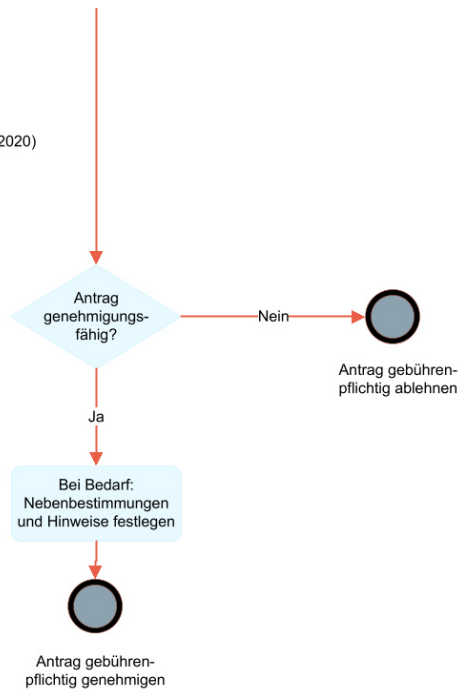 2020)
Antrag
genehmigungs-
fähig?
Nein
Antrag gebühren-
pflichtig ablehnen
Ja
Bei Bedarf:
Nebenbestimmungen
und Hinweise festlegen
Antrag gebühren-
pflichtig genehmigen